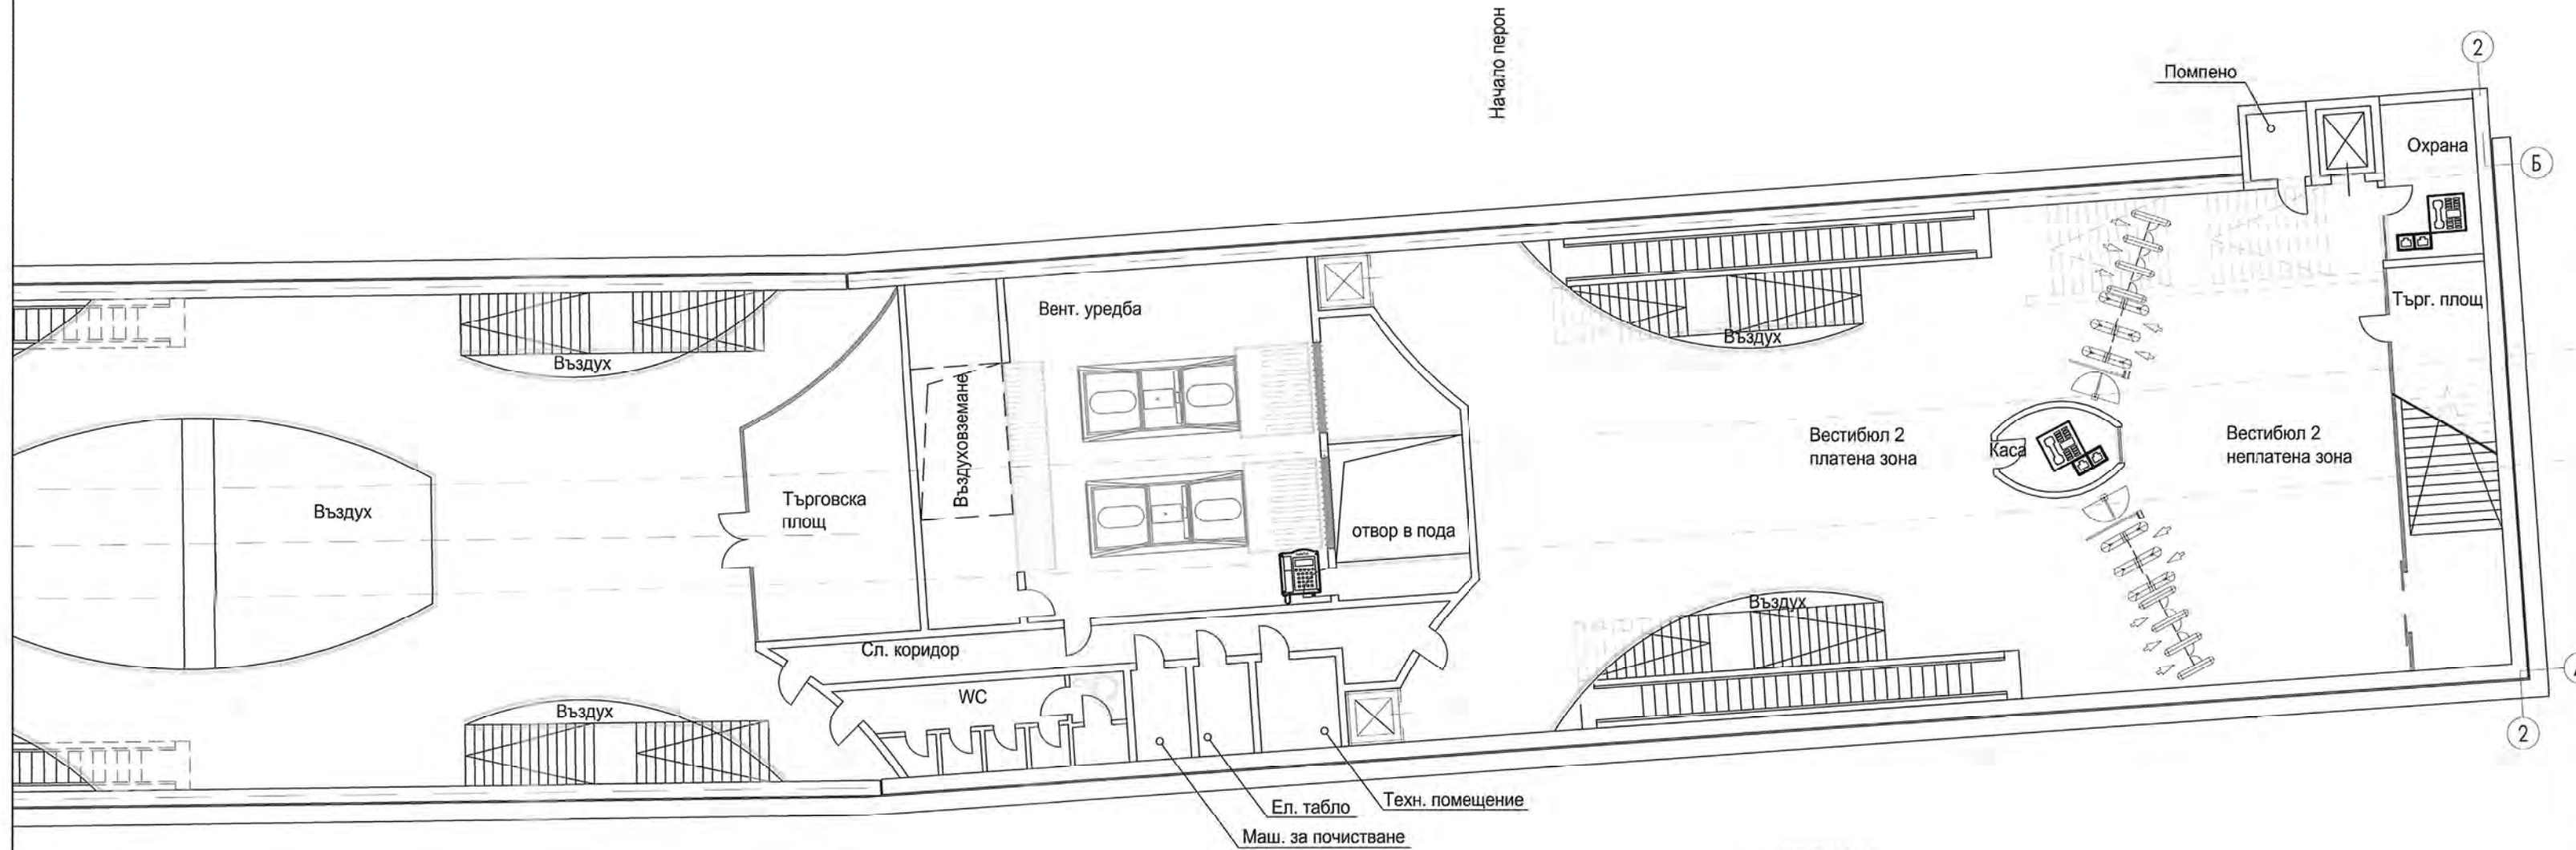 Начало перон
2
Помпено
Охрана
Б
Търг. площ
Вент. уредба
Въздух
Въздух
Въздуховземане
Вестибюл 2
платена зона
Каса
Вестибюл 2
неплатена зона
Въздух
Търговска
площ
отвор в пода
Въздух
Сл. коридор
WC
Въздух
2
Ел. табло
Техн. помещение
Маш. за почистване